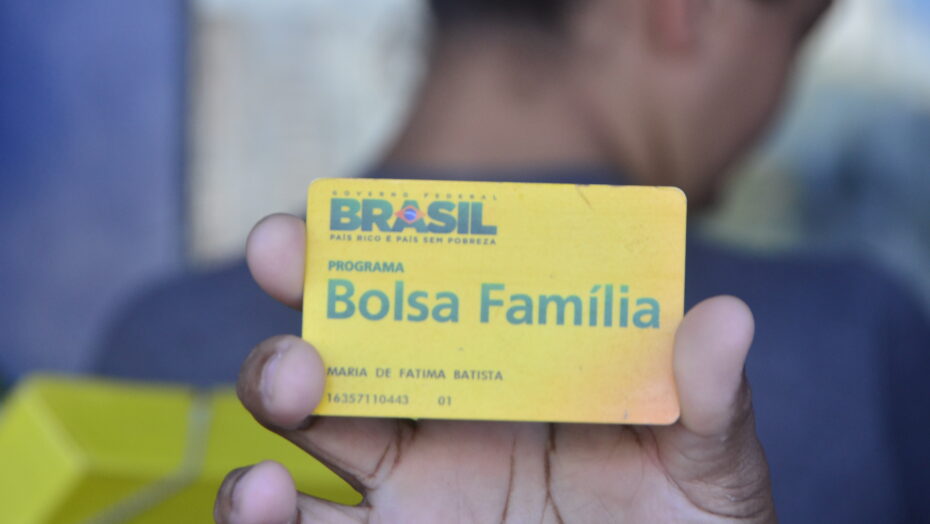 GOVERNO FEDERAL
BRASIL
PAÍS RICO É PAÍS SEM POBREZA
PROGRAMA
Bolsa Família
MARIA DE FATIMA BATISTA
16357110443 01